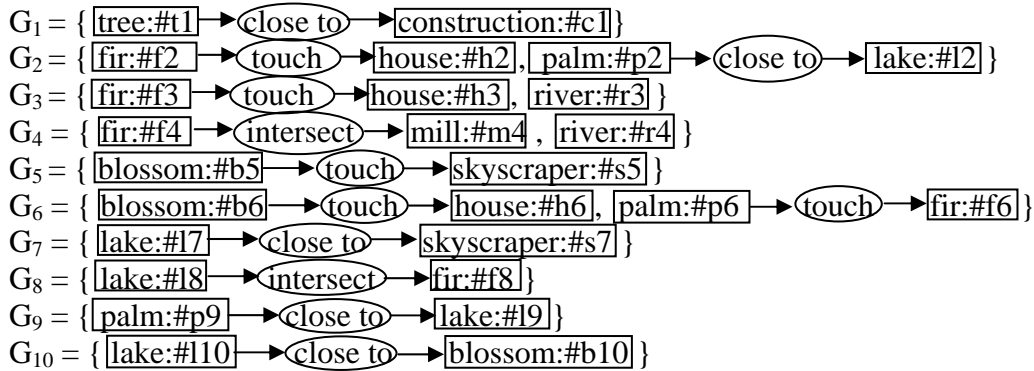 G1 = { tree:#t1 close to construction:#c1 }
G2 = { fir:#f2 touch house:#h2 , palm:#p2 close to lake:#l2 }
G3 = { fir:#f3 touch house:#h3 , river:#r3 }
G4 = { fir:#f4 intersect mill:#m4 , river:#r4 }
G5 = { blossom:#b5 touch skyscraper:#s5 }
G6 = { blossom:#b6 touch house:#h6 , palm:#p6 touch fir:#f6 }
G7 = { lake:#l7 close to skyscraper:#s7 }
G8 = { lake:#l8 intersect fir:#f8 }
G9 = { palm:#p9 close to lake:#l9 }
G10 = { lake:#l10 close to blossom:#b10 }